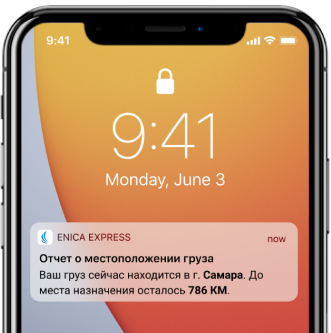 9:41
9:41
Monday, June 3
ENICA EXPRESS now
Отчет о местоположении груза
Ваш груз сейчас находится в г. Самара. До
места назначения осталось 786 КМ.